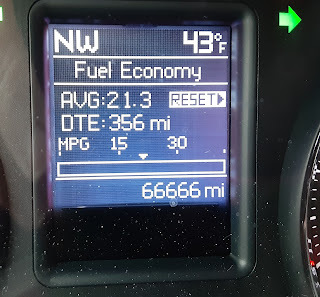 NW 43°F
Fuel Economy
AVG:21.3 RESET
DTE:356 mi
MPG 15 30
66666 mi